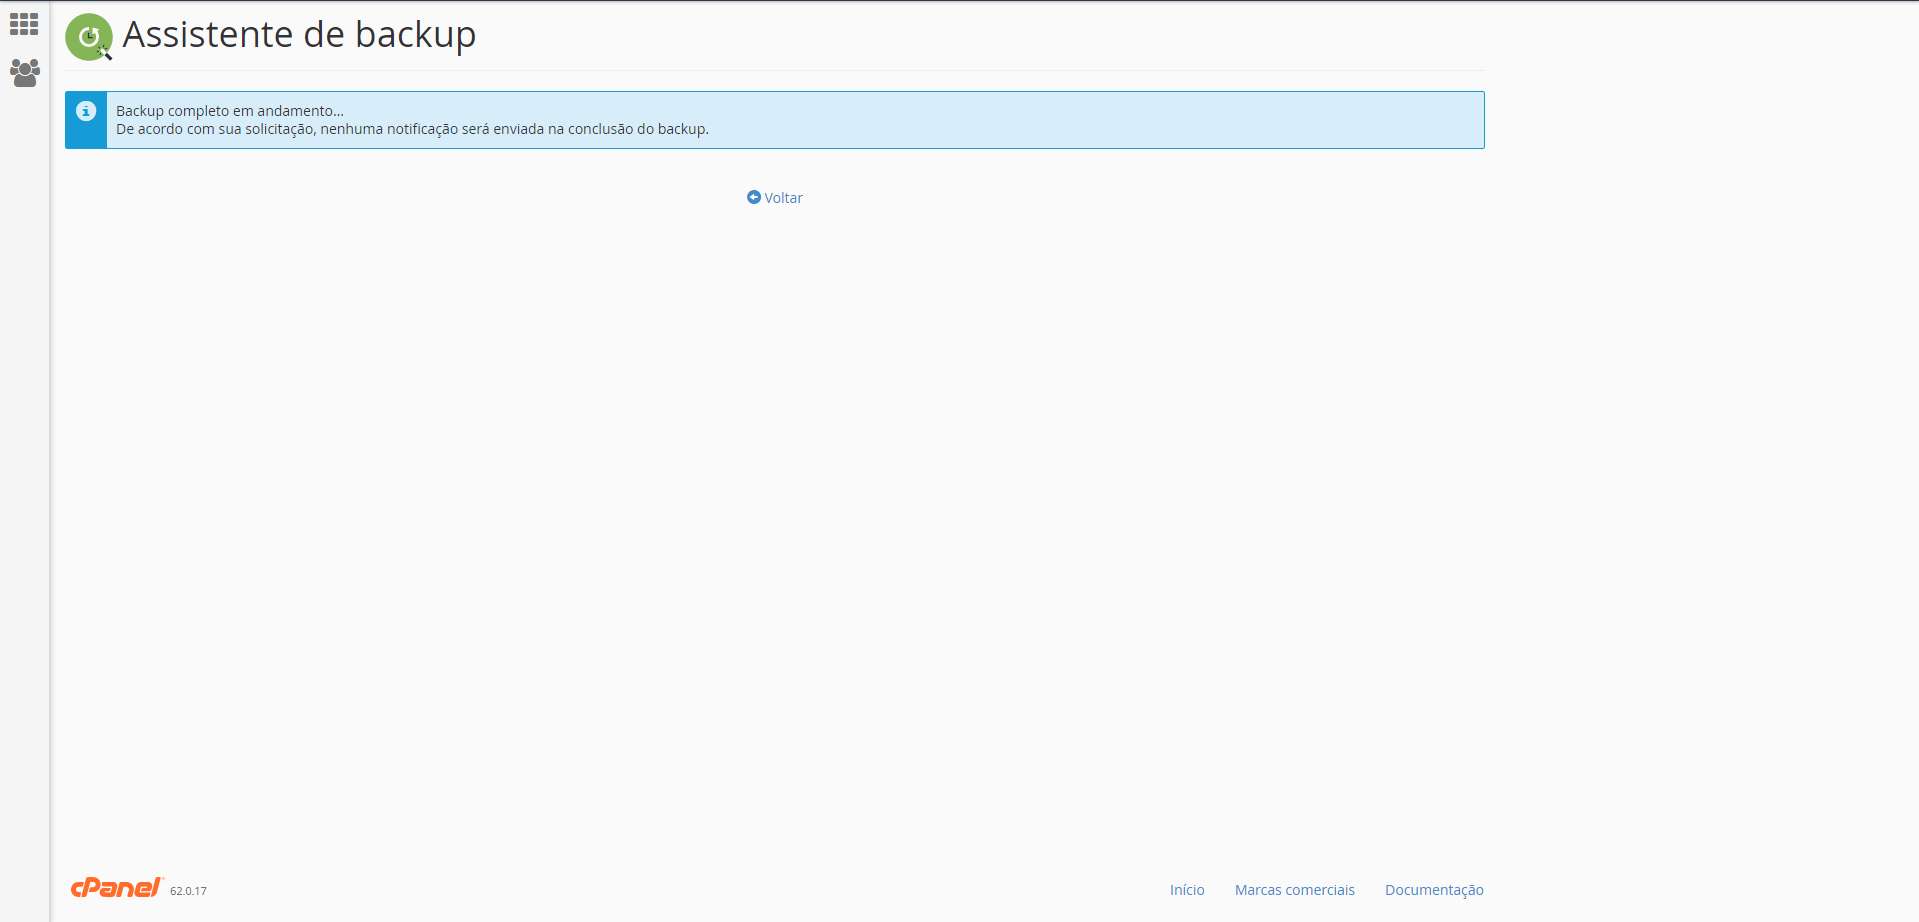 Assistente de backup
Backup completo em andamento...
De acordo com sua solicitação, nenhuma notificação será enviada na conclusão do backup.
Voltar
cPanel 62.0.17
Início Marcas comerciais Documentação